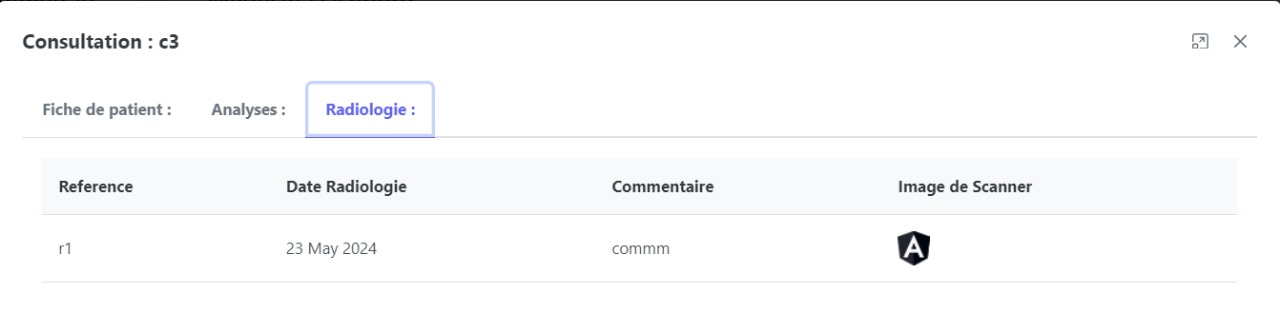 Consultation : c3
Fiche de patient : Analyses : Radiologie :
Reference Date Radiologie Commentaire Image de Scanner
r1 23 May 2024 commm A